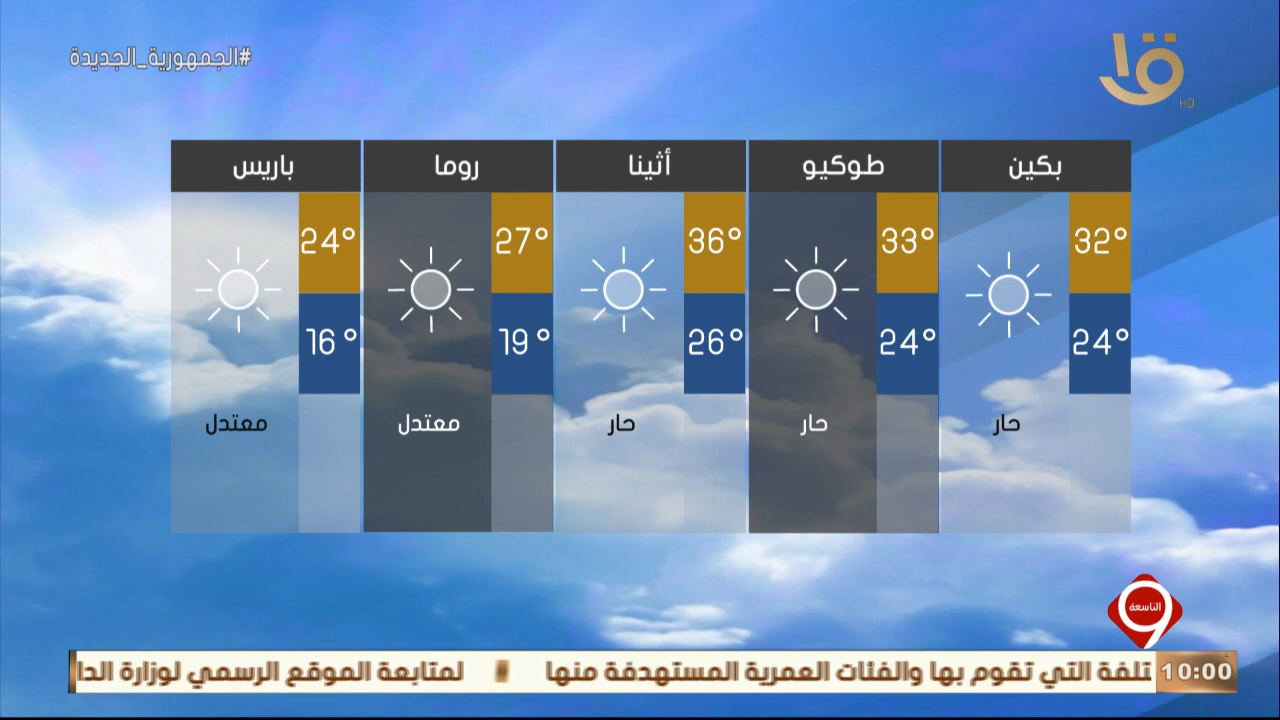 #الجمهورية_الجديدة
HD
بكين
32°
24°
حار
طوكيو
33°
24°
حار
أثينا
36°
26°
حار
روما
27°
19°
معتدل
باريس
24°
16°
معتدل
التاسعة
9
10:00
تلفة التي تقوم بها والفئات العمرية المستهدفة منها لمتابعة الموقع الرسمي لوزارة الدا